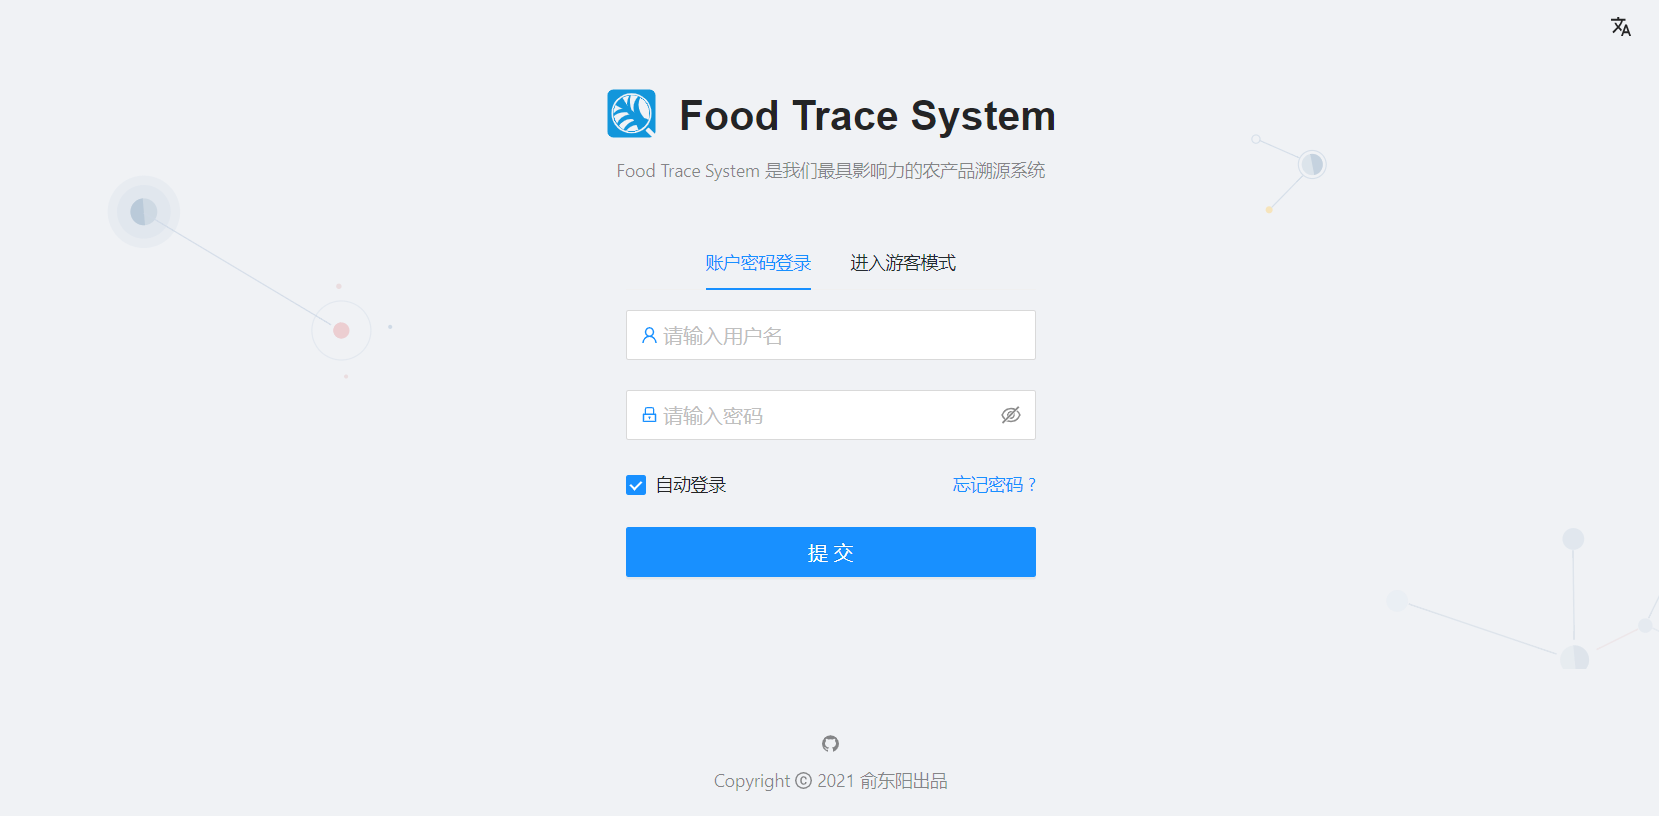 Food Trace System
Food Trace System 是我们最具影响力的农产品溯源系统
账户密码登录 进入游客模式
请输入用户名
请输入密码
自动登录 忘记密码 ?
提 交
Copyright © 2021 俞东阳出品